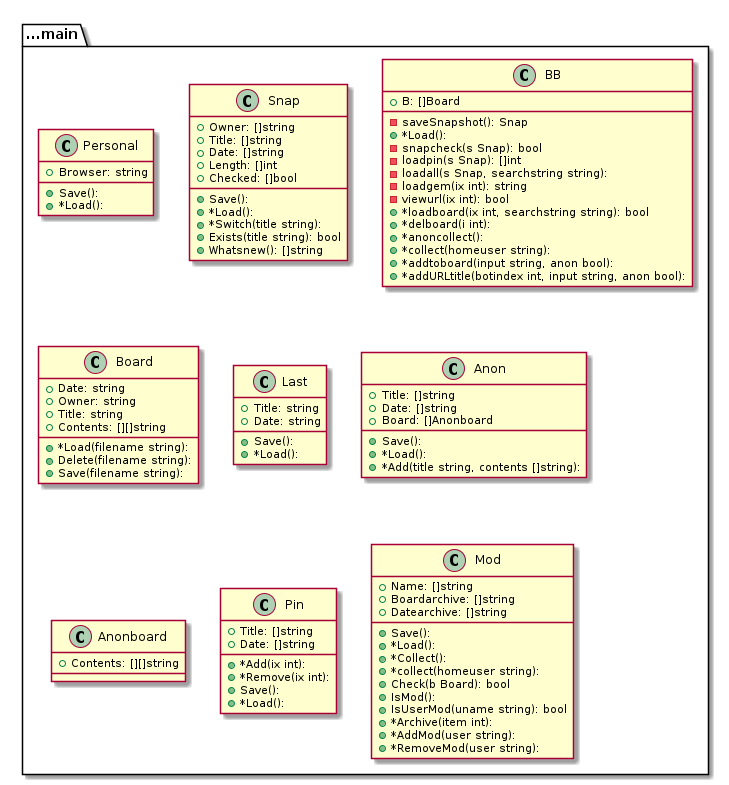 ...main
C Personal
Browser: string
Save():
*Load():
C Snap
Owner: []string
Title: []string
Date: []string
Length: []int
Checked: []bool
Save():
*Load():
*Switch(title string):
Exists(title string): bool
Whatsnew(): []string
C BB
B: []Board
saveSnapshot(): Snap
*Load():
snapcheck(s Snap): bool
loadpin(s Snap): []int
loadall(s Snap, searchstring string):
loadgem(ix int): string
viewurl(ix int): bool
*loadboard(ix int, searchstring string): bool
*delboard(i int):
*anoncollect():
*collect(homeuser string):
*addtoboard(input string, anon bool):
*addURLtitle(botindex int, input string, anon bool):
C Board
Date: string
Owner: string
Title: string
Contents: [][]string
*Load(filename string):
Delete(filename string):
Save(filename string):
C Last
Title: string
Date: string
Save():
*Load():
C Anon
Title: []string
Date: []string
Board: []Anonboard
Save():
*Load():
*Add(title string, contents []string):
C Anonboard
Contents: [][]string
C Pin
Title: []string
Date: []string
*Add(ix int):
*Remove(ix int):
Save():
*Load():
C Mod
Name: []string
Boardarchive: []string
Datearchive: []string
Save():
*Load():
*Collect():
*collect(homeuser string):
Check(b Board): bool
IsMod():
IsUserMod(uname string): bool
*Archive(item int):
*AddMod(user string):
*RemoveMod(user string):